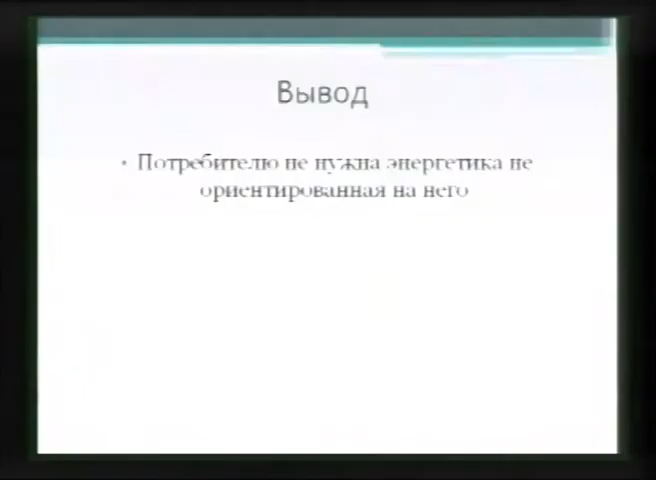 Вывод
• Потребителю не нужна энергетика не
ориентированная на него